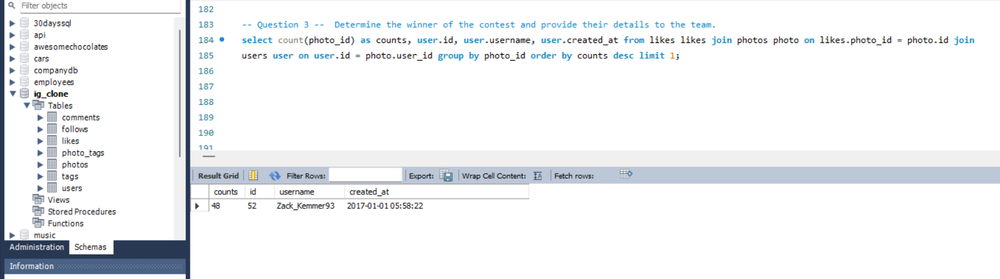 Filter objects
30dayssql
api
awesomechocolates
cars
companydb
employees
ig_clone
Tables
comments
follows
likes
photo_tags
photos
tags
users
Views
Stored Procedures
Functions
music
Administration Schemas
Information
182
183 -- Question 3 -- Determine the winner of the contest and provide their details to the team.
184 select count(photo_id) as counts, user.id, user.username, user.created_at from likes likes join photos photo on likes.photo_id = photo.id join
185 users user on user.id = photo.user_id group by photo_id order by counts desc limit 1;
186
187
188
189
190
191
Result Grid Filter Rows: Export: Wrap Cell Content: IA Fetch rows:
counts id username created_at
48 52 Zack_Kemmer93 2017-01-01 05:58:22